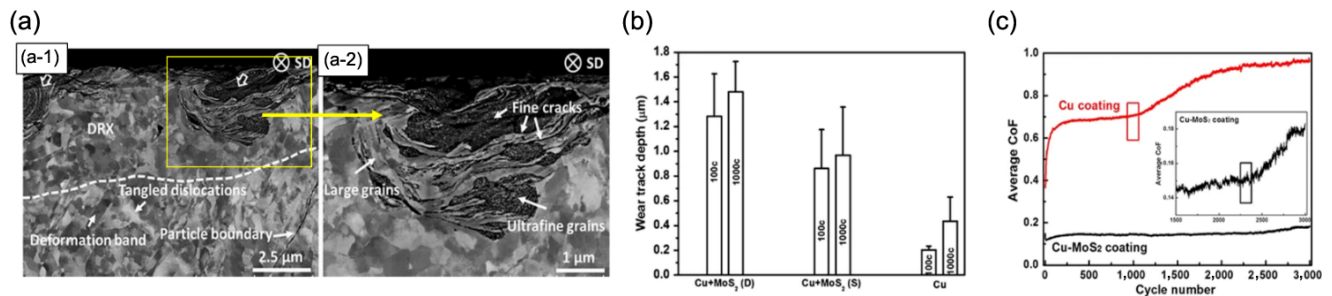 (a)
(a-1)
⊗ SD
DRX
Tangled dislocations
Deformation band
Particle boundary
2.5 μm
(a-2)
⊗ SD
Fine cracks
Large grains
Ultrafine grains
1 μm
(b)
Wear track depth (μm)
1.8
1.6
1.4
1.2
1.0
0.8
0.6
0.4
0.2
0.0
100c
1000c
100c
1000c
100c
1000c
Cu+MoS₂ (D)
Cu+MoS₂ (S)
Cu
(c)
Average CoF
1.0
0.8
0.6
0.4
0.2
0.0
Cu coating
Cu-MoS₂ coating
Average CoF
0.18
0.16
0.14
1500
2000
2500
3000
Cu-MoS₂ coating
0
500
1,000
1,500
2,000
2,500
3,000
Cycle number